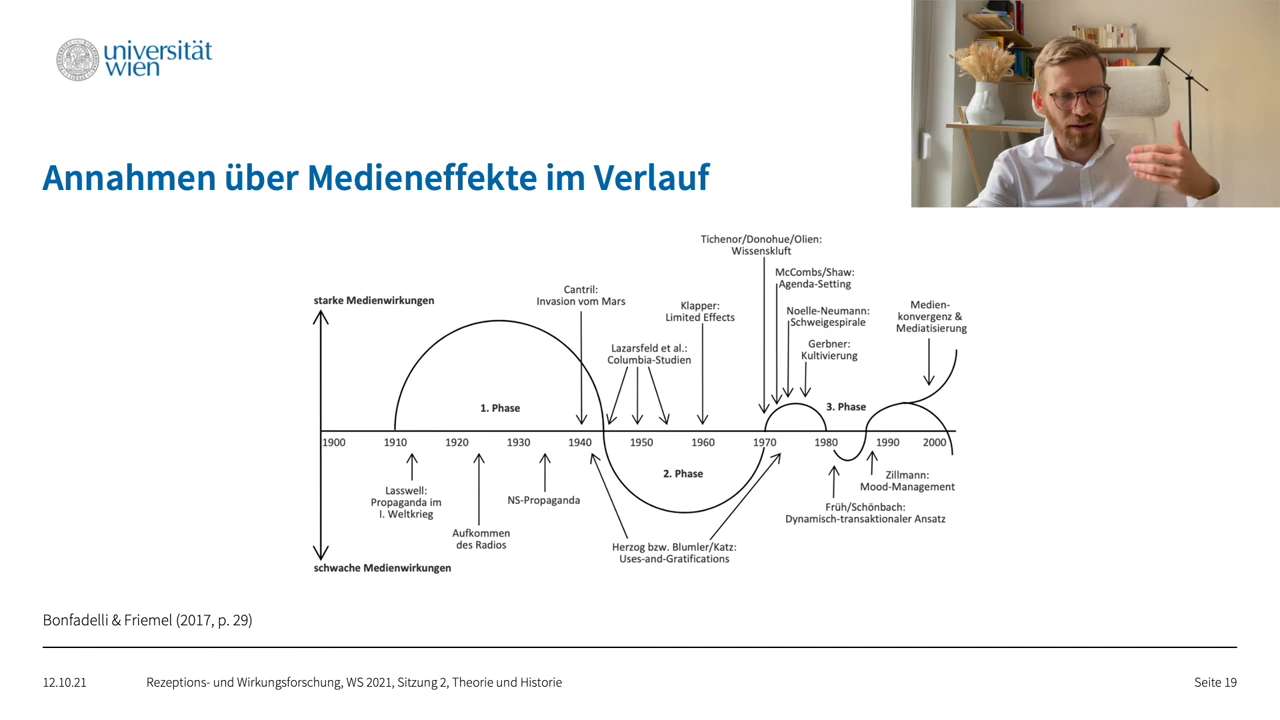 universität
wien
Annahmen über Medieneffekte im Verlauf
Tichenor/Donohue/Olien:
Wissenskluft
McCombs/Shaw:
Agenda-Setting
Cantril:
Invasion vom Mars
starke Medienwirkungen
Klapper:
Limited Effects
Noelle-Neumann:
Schweigespirale
Medien-
konvergenz &
Mediatisierung
Lazarsfeld et al.:
Columbia-Studien
Gerbner:
Kultivierung
1. Phase
3. Phase
1900 1910 1920 1930 1940 1950 1960 1970 1980 1990 2000
2. Phase
Lasswell:
Propaganda im
I. Weltkrieg
NS-Propaganda
Zillmann:
Mood-Management
Früh/Schönbach:
Dynamisch-transaktionaler Ansatz
Aufkommen
des Radios
Herzog bzw. Blumler/Katz:
Uses-and-Gratifications
schwache Medienwirkungen
Bonfadelli & Friemel (2017, p. 29)
12.10.21 Rezeptions- und Wirkungsforschung, WS 2021, Sitzung 2, Theorie und Historie Seite 19